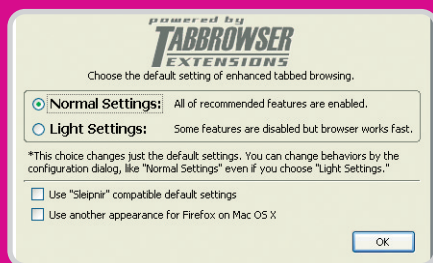 powered by
TABBROWSER
EXTENSIONS
Choose the default setting of enhanced tabbed browsing.
Normal Settings: All of recommended features are enabled.
Light Settings: Some features are disabled but browser works fast.
*This choice changes just the default settings. You can change behaviors by the
configuration dialog, like "Normal Settings" even if you choose "Light Settings."
Use "Sleipnir" compatible default settings
Use another appearance for Firefox on Mac OS X
OK